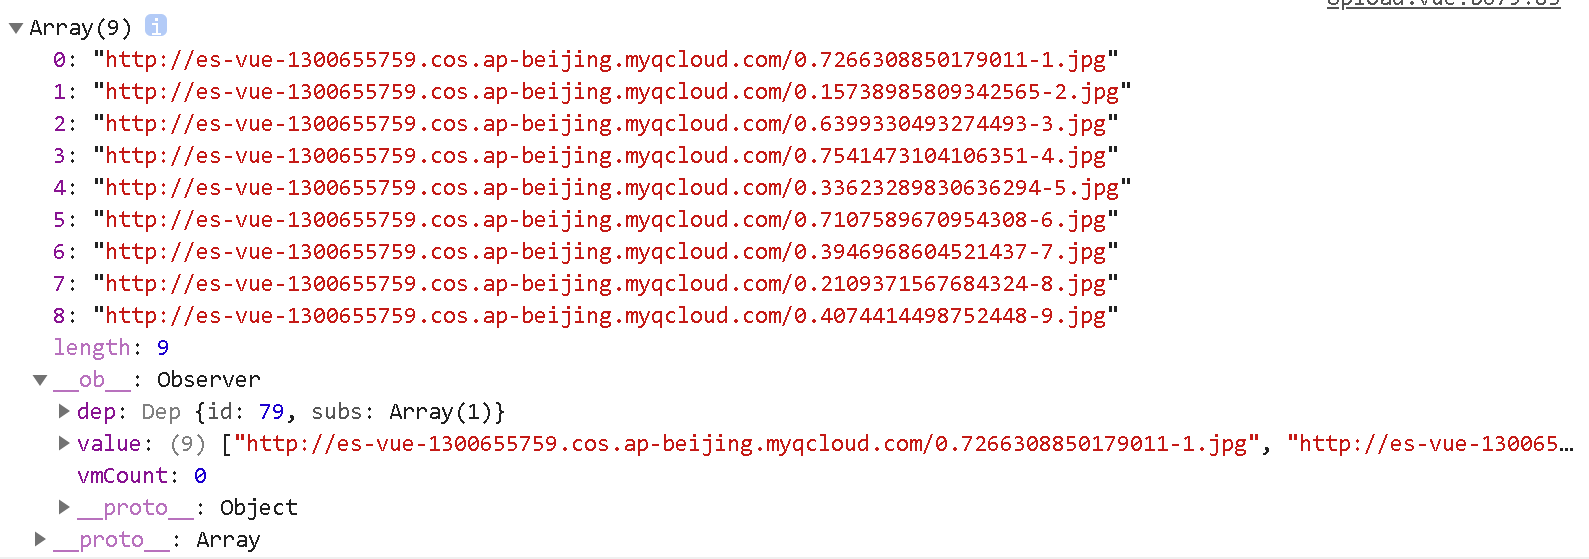 Array(9) i
0: "http://es-vue-1300655759.cos.ap-beijing.myqcloud.com/0.7266308850179011-1.jpg"
1: "http://es-vue-1300655759.cos.ap-beijing.myqcloud.com/0.15738985809342565-2.jpg"
2: "http://es-vue-1300655759.cos.ap-beijing.myqcloud.com/0.6399330493274493-3.jpg"
3: "http://es-vue-1300655759.cos.ap-beijing.myqcloud.com/0.7541473104106351-4.jpg"
4: "http://es-vue-1300655759.cos.ap-beijing.myqcloud.com/0.33623289830636294-5.jpg"
5: "http://es-vue-1300655759.cos.ap-beijing.myqcloud.com/0.7107589670954308-6.jpg"
6: "http://es-vue-1300655759.cos.ap-beijing.myqcloud.com/0.3946968604521437-7.jpg"
7: "http://es-vue-1300655759.cos.ap-beijing.myqcloud.com/0.2109371567684324-8.jpg"
8: "http://es-vue-1300655759.cos.ap-beijing.myqcloud.com/0.4074414498752448-9.jpg"
length: 9
__ob__: Observer
dep: Dep {id: 79, subs: Array(1)}
value: (9) ["http://es-vue-1300655759.cos.ap-beijing.myqcloud.com/0.7266308850179011-1.jpg", "http://es-vue-130065…
vmCount: 0
__proto__: Object
__proto__: Array